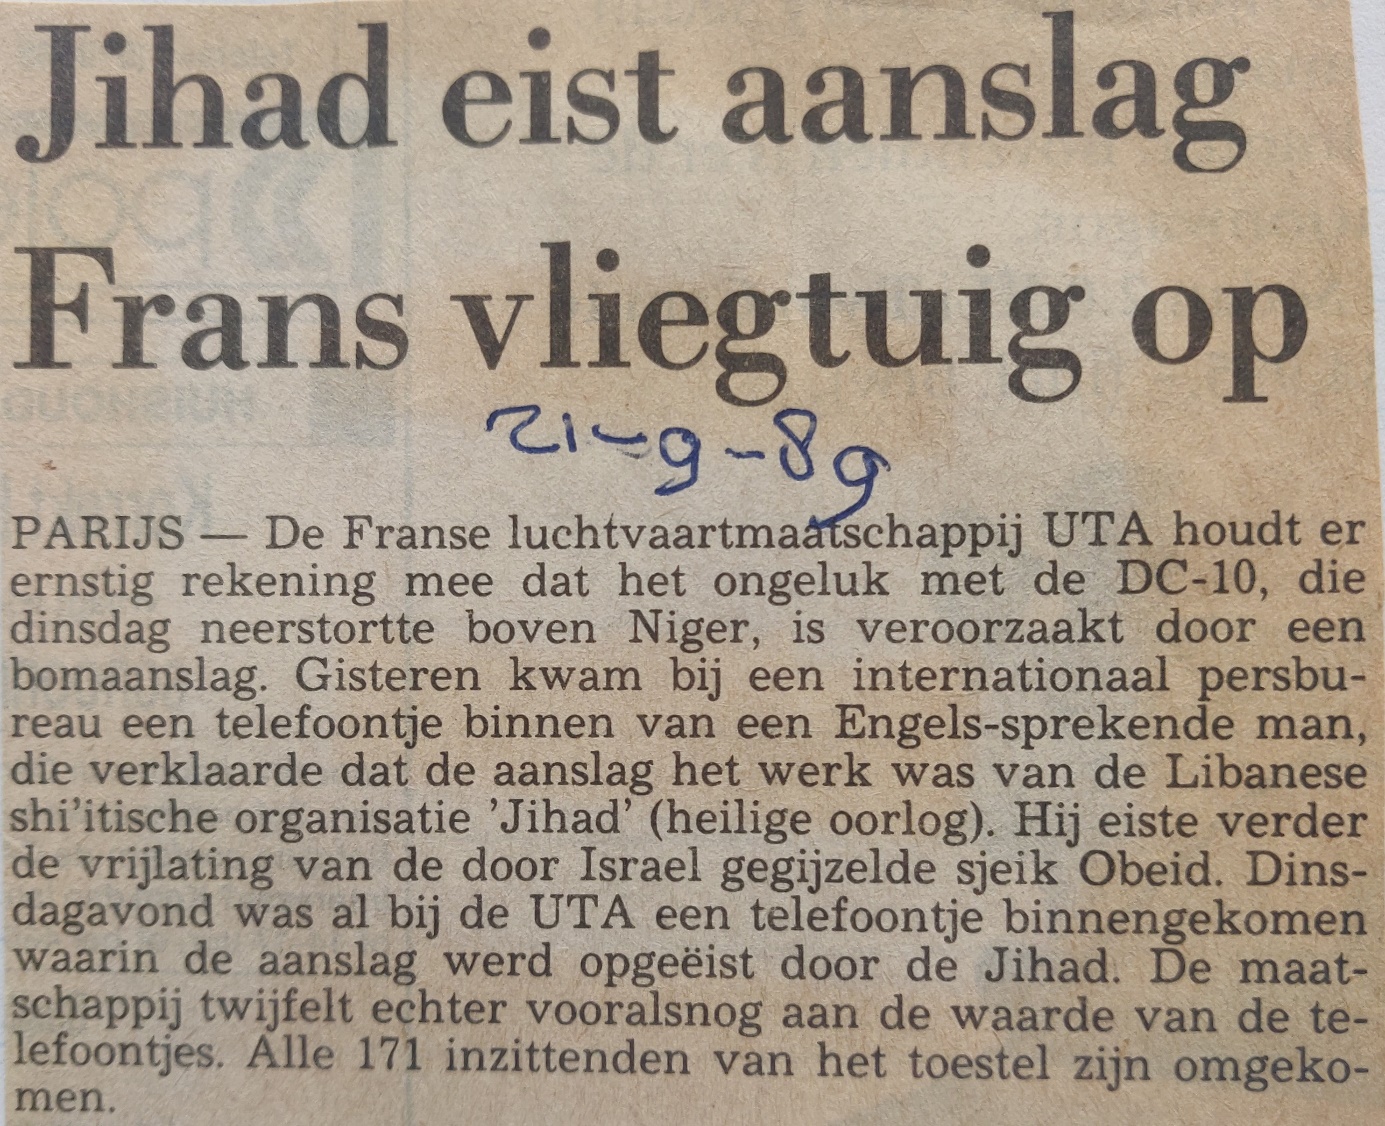 Jihad eist aanslag
Frans vliegtuig op
21-9-89
PARIJS — De Franse luchtvaartmaatschappij UTA houdt er
ernstig rekening mee dat het ongeluk met de DC-10, die
dinsdag neerstortte boven Niger, is veroorzaakt door een
bomaanslag. Gisteren kwam bij een internationaal persbu-
reau een telefoontje binnen van een Engels-sprekende man,
die verklaarde dat de aanslag het werk was van de Libanese
shi'itische organisatie 'Jihad' (heilige oorlog). Hij eiste verder
de vrijlating van de door Israel gegijzelde sjeik Obeid. Dins-
dagavond was al bij de UTA een telefoontje binnengekomen
waarin de aanslag werd opgeëist door de Jihad. De maat-
schappij twijfelt echter vooralsnog aan de waarde van de te-
lefoontjes. Alle 171 inzittenden van het toestel zijn omgeko-
men.